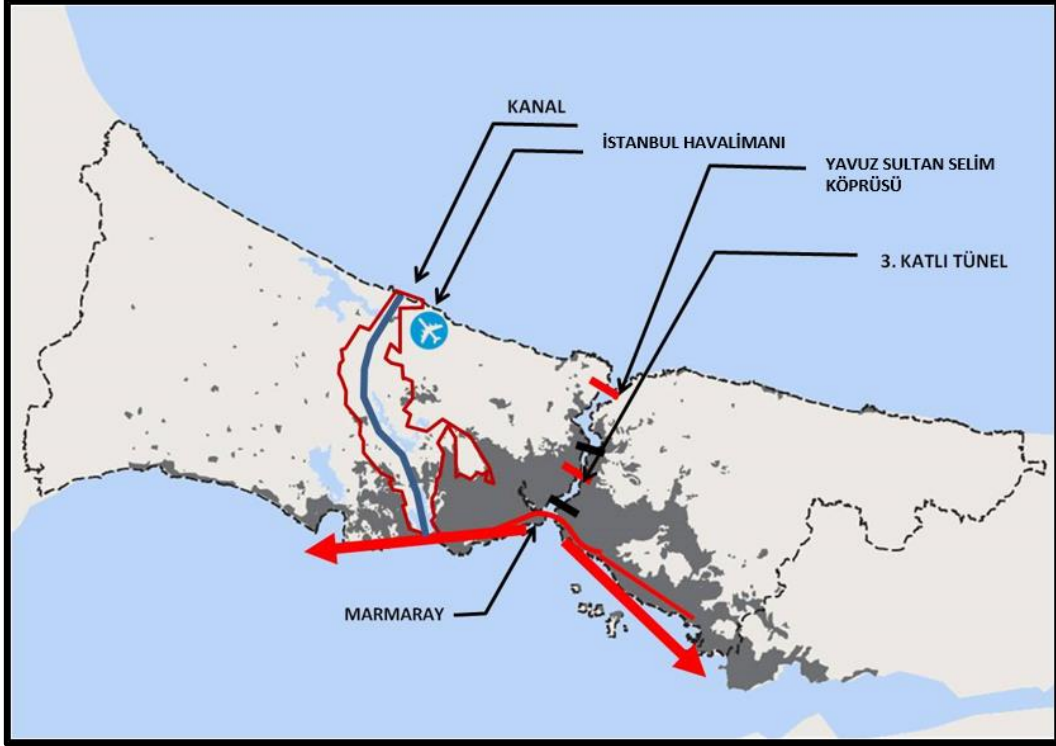 KANAL
İSTANBUL HAVALİMANI
YAVUZ SULTAN SELİM
KÖPRÜSÜ
3. KATLI TÜNEL
MARMARAY